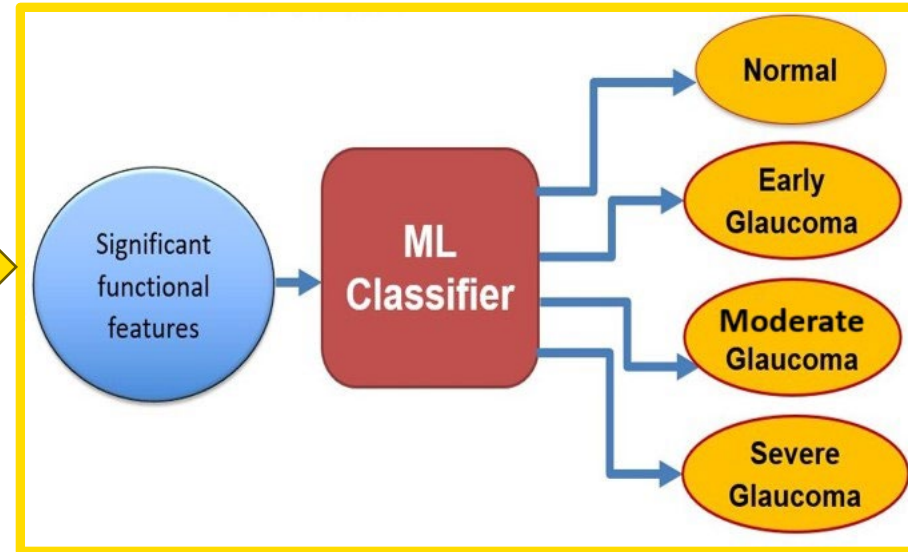 Significant
functional
features
ML
Classifier
Normal
Early
Glaucoma
Moderate
Glaucoma
Severe
Glaucoma